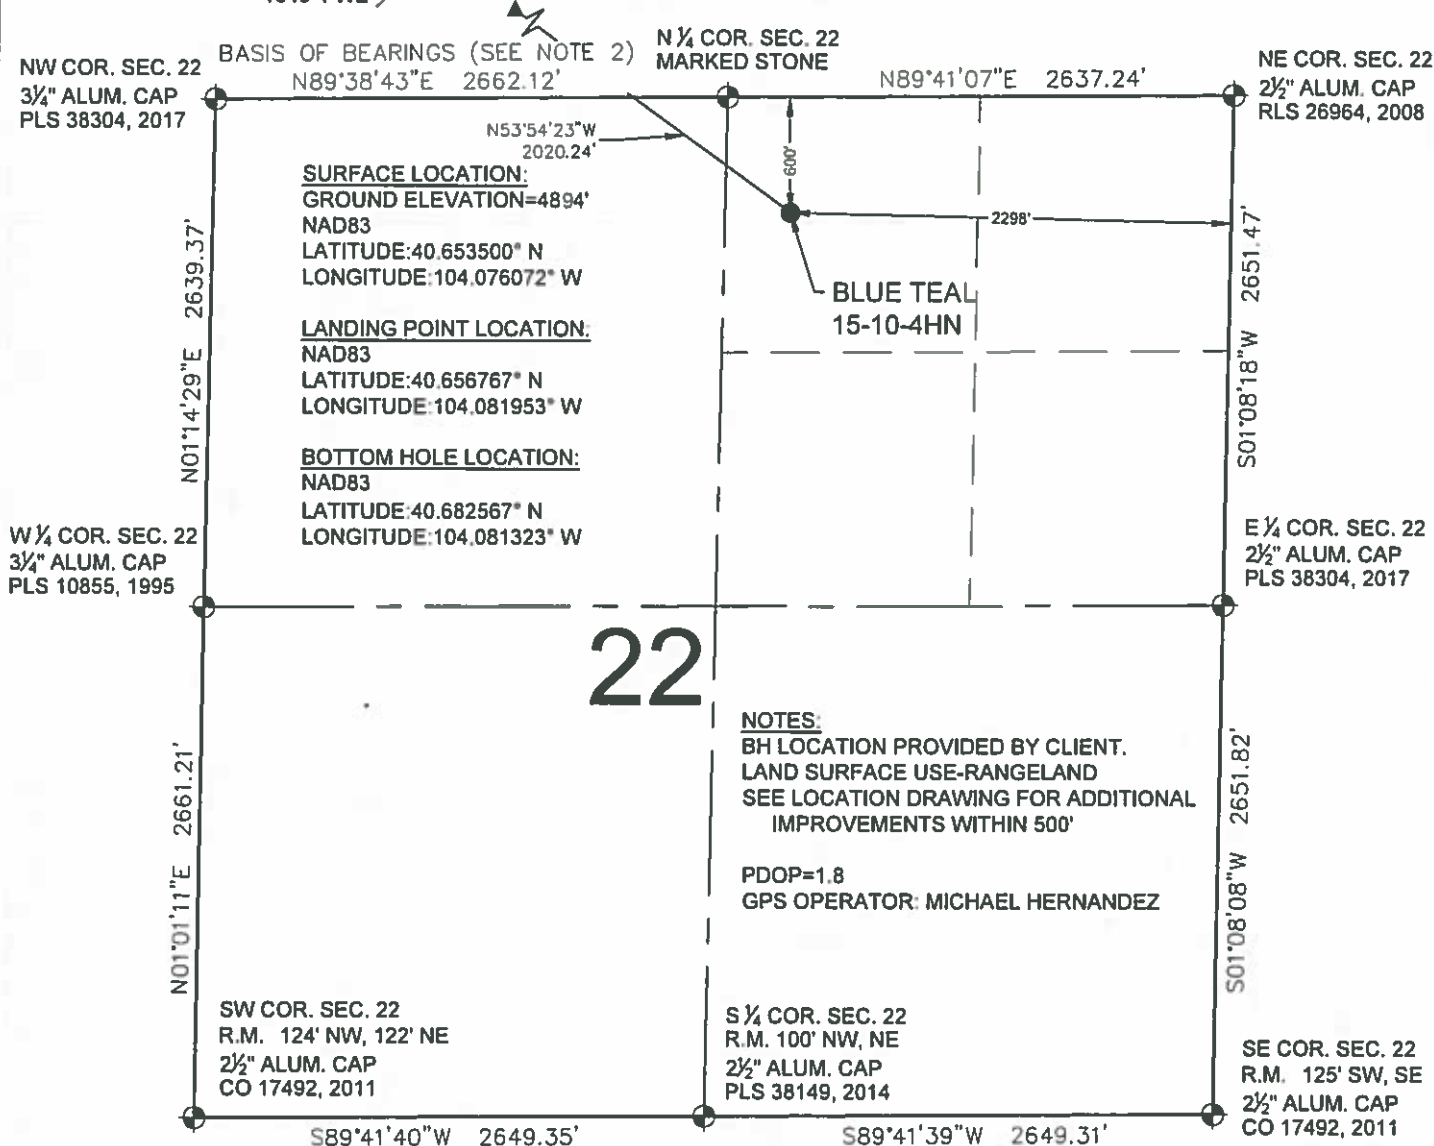 BASIS OF BEARINGS (SEE NOTE 2)
N89°38'43"E 2662.12'
N ¼ COR. SEC. 22
MARKED STONE
N89°41'07"E 2637.24'
NW COR. SEC. 22
3¼" ALUM. CAP
PLS 38304, 2017
NE COR. SEC. 22
2½" ALUM. CAP
RLS 26964, 2008
N53°54'23"W
2020.24'
600'
2298'
SURFACE LOCATION:
GROUND ELEVATION=4894'
NAD83
LATITUDE:40.653500° N
LONGITUDE:104.076072° W
LANDING POINT LOCATION:
NAD83
LATITUDE:40.656767° N
LONGITUDE:104.081953° W
BOTTOM HOLE LOCATION:
NAD83
LATITUDE:40.682567° N
LONGITUDE:104.081323° W
BLUE TEAL
15-10-4HN
N01°14'29"E 2639.37'
S01°08'18"W 2651.47'
W ¼ COR. SEC. 22
3¼" ALUM. CAP
PLS 10855, 1995
E ¼ COR. SEC. 22
2½" ALUM. CAP
PLS 38304, 2017
22
NOTES:
BH LOCATION PROVIDED BY CLIENT.
LAND SURFACE USE-RANGELAND
SEE LOCATION DRAWING FOR ADDITIONAL
IMPROVEMENTS WITHIN 500'
PDOP=1.8
GPS OPERATOR: MICHAEL HERNANDEZ
N01°01'11"E 2661.21'
S01°08'08"W 2651.82'
SW COR. SEC. 22
R.M. 124' NW, 122' NE
2½" ALUM. CAP
CO 17492, 2011
S ¼ COR. SEC. 22
R.M. 100' NW, NE
2½" ALUM. CAP
PLS 38149, 2014
SE COR. SEC. 22
R.M. 125' SW, SE
2½" ALUM. CAP
CO 17492, 2011
S89°41'40"W 2649.35'
S89°41'39"W 2649.31'